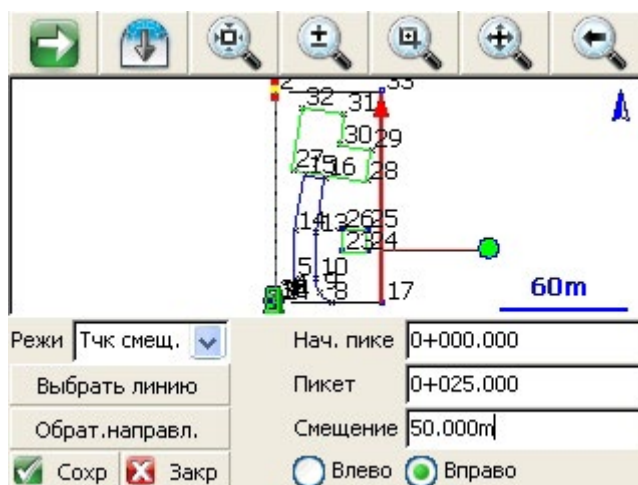 2 33
32 31
30 29
27 15 16 28
14 13 26 25
23 24
5 10
8 17
60m
Режи Тчк смещ. Нач. пике 0+000.000
Выбрать линию Пикет 0+025.000
Обрат.направл. Смещение 50.000m
Сохр Закр Влево Вправо